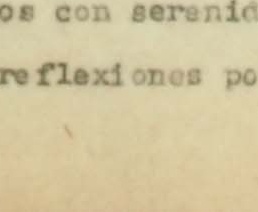 os con serenid
reflexiones po